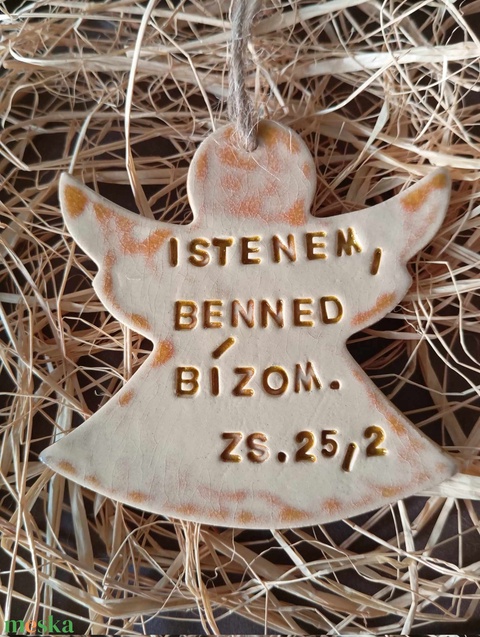 ISTENEM,
BENNED
BÍZOM.
ZS.25,2
meska